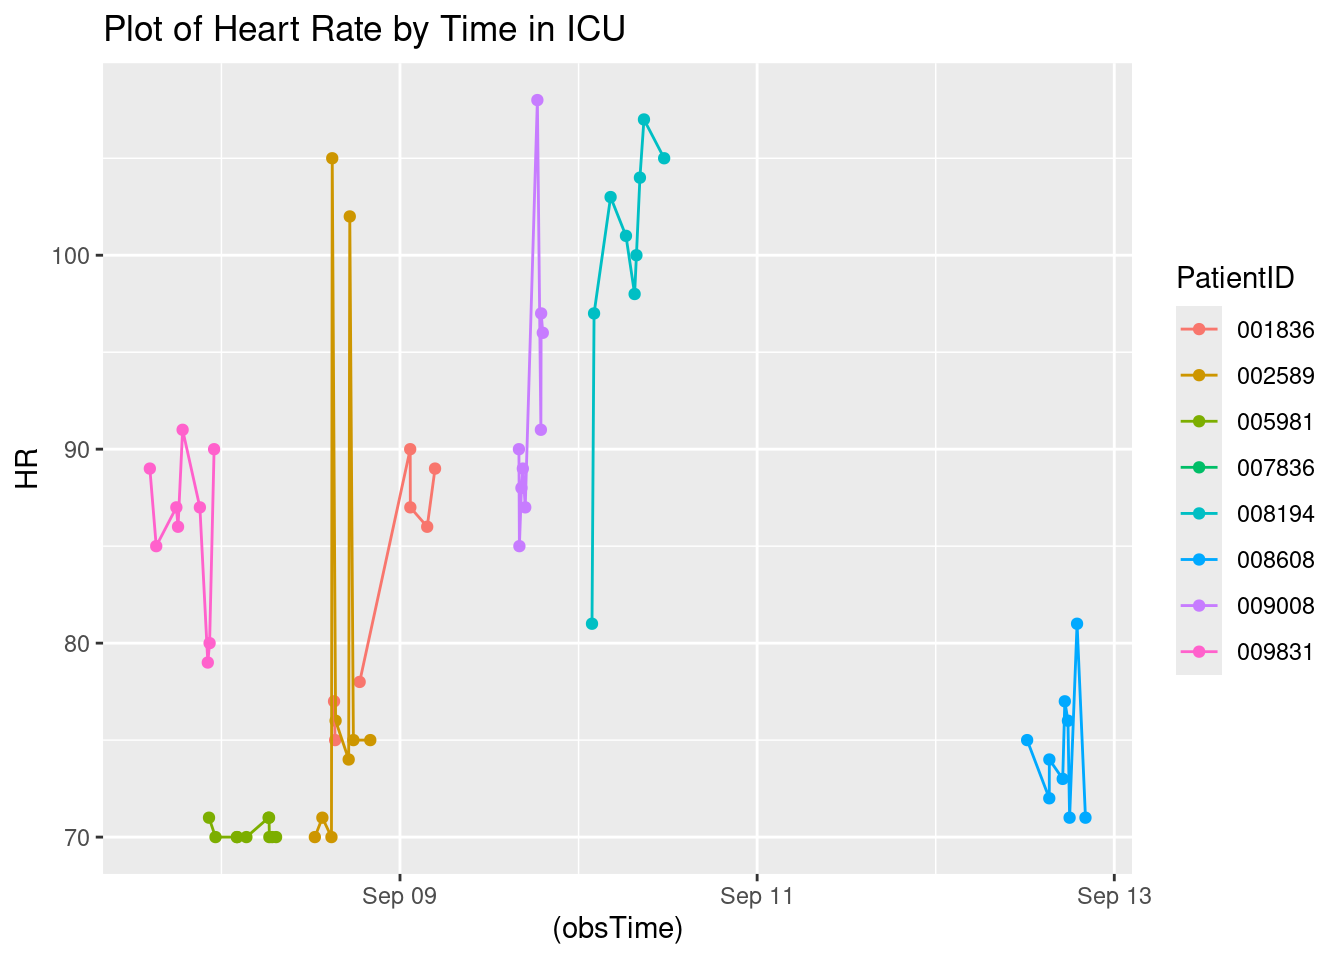 Plot of Heart Rate by Time in ICU
100
90
80
70
HR
Sep 09
Sep 11
Sep 13
(obsTime)
PatientID
001836
002589
005981
007836
008194
008608
009008
009831